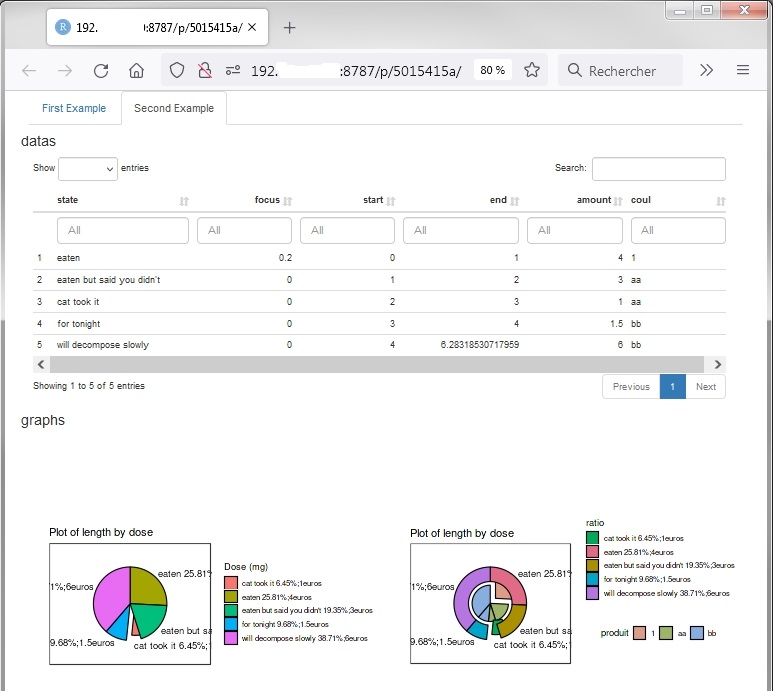 192. :8787/p/5015415a/
192. :8787/p/5015415a/ 80 % Rechercher
First Example Second Example
datas
Show entries Search:
state focus start end amount coul
All All All All All All
1 eaten 0.2 0 1 4 1
2 eaten but said you didn't 0 1 2 3 aa
3 cat took it 0 2 3 1 aa
4 for tonight 0 3 4 1.5 bb
5 will decompose slowly 0 4 6.28318530717959 6 bb
Showing 1 to 5 of 5 entries Previous 1 Next
graphs
Plot of length by dose
eaten 25.81%
1%;6euros
eaten but sa
9.68%;1.5euros
cat took it 6.45%;1
Dose (mg)
cat took it 6.45%;1euros
eaten 25.81%;4euros
eaten but said you didn't 19.35%;3euros
for tonight 9.68%;1.5euros
will decompose slowly 38.71%;6euros
Plot of length by dose
eaten 25.81%
1%;6euros
eaten but sa
9.68%;1.5euros
cat took it 6.45%;
ratio
cat took it 6.45%;1euros
eaten 25.81%;4euros
eaten but said you didn't 19.35%;3euros
for tonight 9.68%;1.5euros
will decompose slowly 38.71%;6euros
produit 1 aa bb